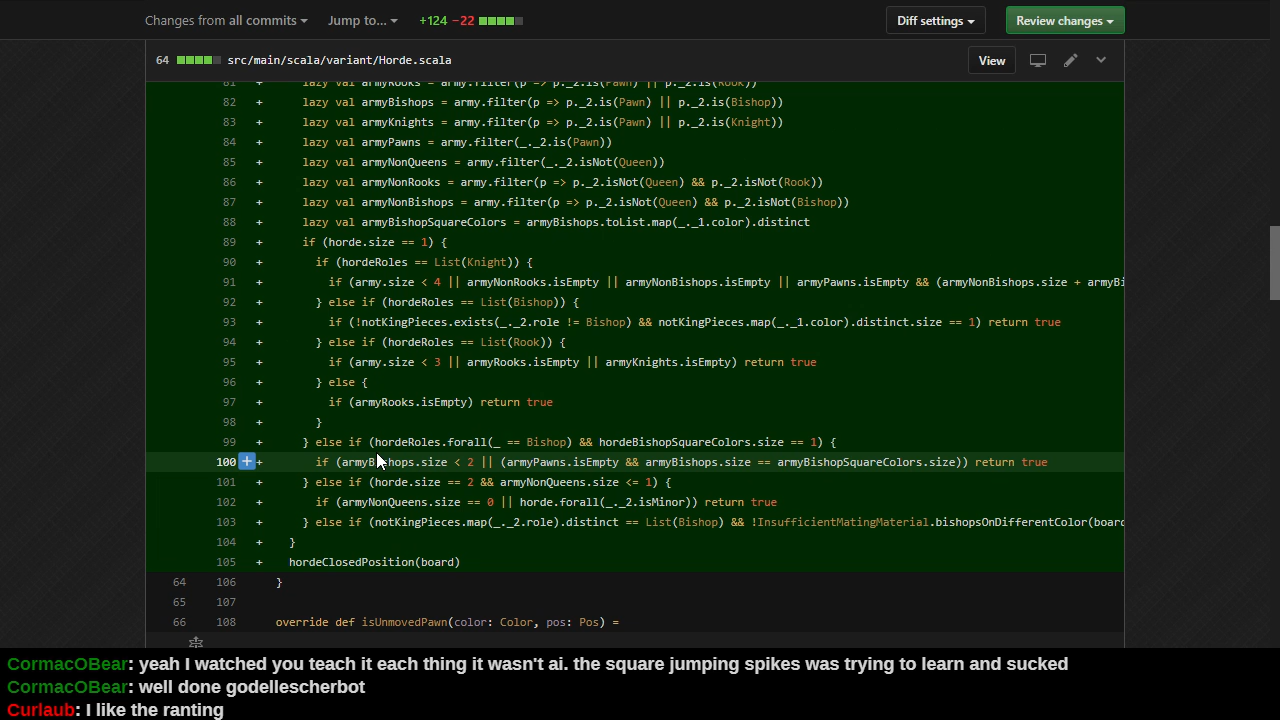 Changes from all commits Jump to... +124 −22 Diff settings Review changes
64 src/main/scala/variant/Horde.scala View
81 + lazy val armyRooks = army.filter(p => p._2.is(Pawn) || p._2.is(Rook))
82 + lazy val armyBishops = army.filter(p => p._2.is(Pawn) || p._2.is(Bishop))
83 + lazy val armyKnights = army.filter(p => p._2.is(Pawn) || p._2.is(Knight))
84 + lazy val armyPawns = army.filter(_._2.is(Pawn))
85 + lazy val armyNonQueens = army.filter(_._2.isNot(Queen))
86 + lazy val armyNonRooks = army.filter(p => p._2.isNot(Queen) && p._2.isNot(Rook))
87 + lazy val armyNonBishops = army.filter(p => p._2.isNot(Queen) && p._2.isNot(Bishop))
88 + lazy val armyBishopSquareColors = armyBishops.toList.map(_._1.color).distinct
89 + if (horde.size == 1) {
90 + if (hordeRoles == List(Knight)) {
91 + if (army.size < 4 || armyNonRooks.isEmpty || armyNonBishops.isEmpty || armyPawns.isEmpty && (armyNonBishops.size + armyBi
92 + } else if (hordeRoles == List(Bishop)) {
93 + if (!notKingPieces.exists(_._2.role != Bishop) && notKingPieces.map(_._1.color).distinct.size == 1) return true
94 + } else if (hordeRoles == List(Rook)) {
95 + if (army.size < 3 || armyRooks.isEmpty || armyKnights.isEmpty) return true
96 + } else {
97 + if (armyRooks.isEmpty) return true
98 + }
99 + } else if (hordeRoles.forall(_ == Bishop) && hordeBishopSquareColors.size == 1) {
100 + + if (armyBishops.size < 2 || (armyPawns.isEmpty && armyBishops.size == armyBishopSquareColors.size)) return true
101 + } else if (horde.size == 2 && armyNonQueens.size <= 1) {
102 + if (armyNonQueens.size == 0 || horde.forall(_._2.isMinor)) return true
103 + } else if (notKingPieces.map(_._2.role).distinct == List(Bishop) && !InsufficientMatingMaterial.bishopsOnDifferentColor(board
104 + }
105 + hordeClosedPosition(board)
64 106 }
65 107
66 108 override def isUnmovedPawn(color: Color, pos: Pos) =
CormacOBear: yeah I watched you teach it each thing it wasn't ai. the square jumping spikes was trying to learn and sucked
CormacOBear: well done godellescherbot
Curlaub: I like the ranting